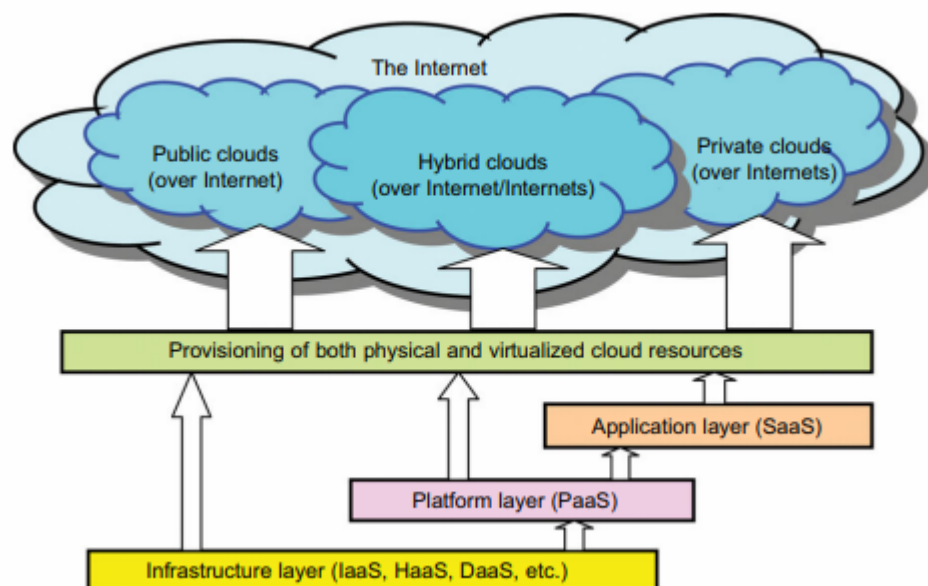 The Internet
Public clouds
(over Internet)
Hybrid clouds
(over Internet/Internets)
Private clouds
(over Internets)
Provisioning of both physical and virtualized cloud resources
Application layer (SaaS)
Platform layer (PaaS)
Infrastructure layer (IaaS, HaaS, DaaS, etc.)